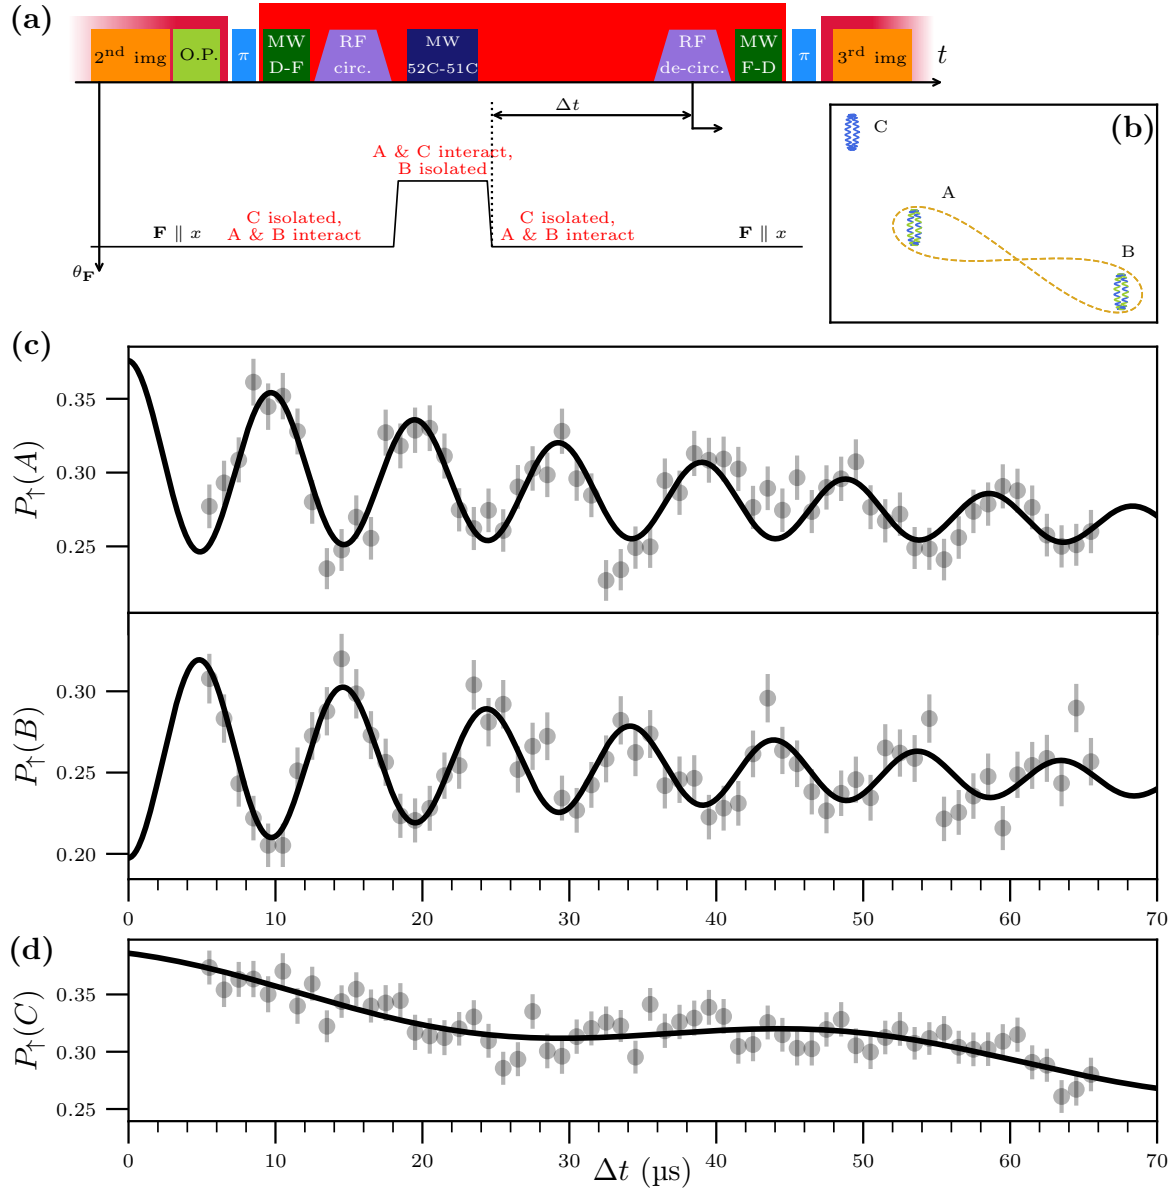 (a)
2nd img
O.P.
π
MW
D-F
RF
circ.
MW
52C-51C
RF
de-circ.
MW
F-D
π
3rd img
t
Δt
A & C interact,
B isolated
C isolated,
A & B interact
C isolated,
A & B interact
F ∥ x
F ∥ x
θF
(b)
C
A
B
(c)
P↑(A)
0.35
0.30
0.25
P↑(B)
0.30
0.25
0.20
0 10 20 30 40 50 60 70
(d)
P↑(C)
0.35
0.30
0.25
0 10 20 30 40 50 60 70
Δt (µs)